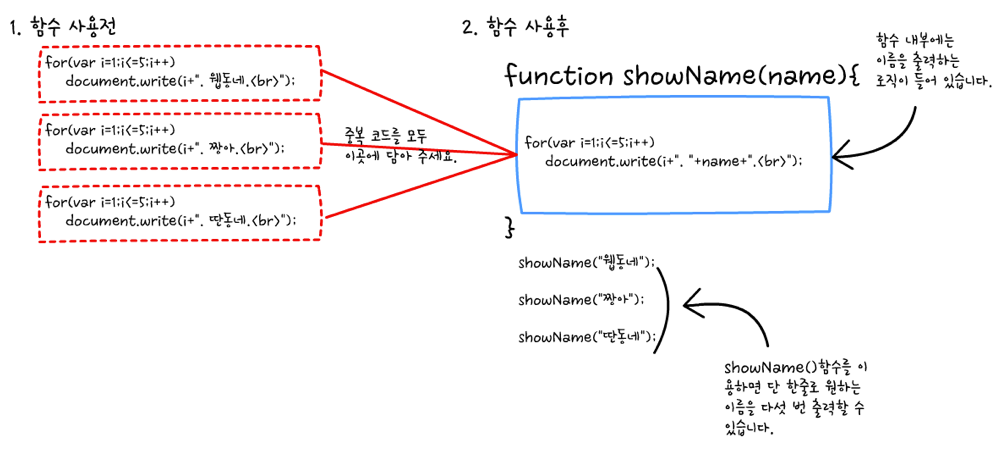 1. 함수 사용전
for(var i=1;i<=5;i++)
document.write(i+". 웹동네.<br>");
for(var i=1;i<=5;i++)
document.write(i+". 짱아.<br>");
for(var i=1;i<=5;i++)
document.write(i+". 딴동네.<br>");
중복 코드를 모두
이곳에 담아 주세요.
2. 함수 사용후
function showName(name){
for(var i=1;i<=5;i++)
document.write(i+". "+name+".<br>");
}
함수 내부에는
이름을 출력하는
로직이 들어 있습니다.
showName("웹동네");
showName("짱아");
showName("딴동네");
showName()함수를 이
용하면 단 한줄로 원하는
이름을 다섯 번 출력할 수
있습니다.